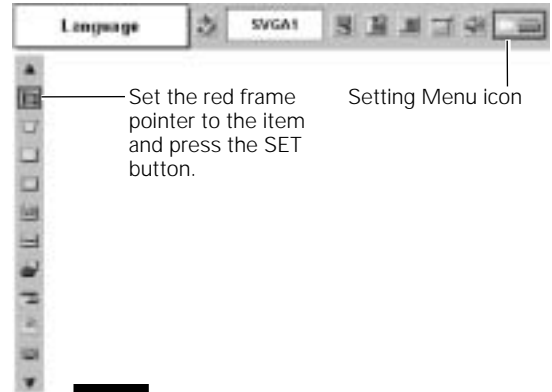 Language
SVGA1
Set the red frame
pointer to the item
and press the SET
button.
Setting Menu icon